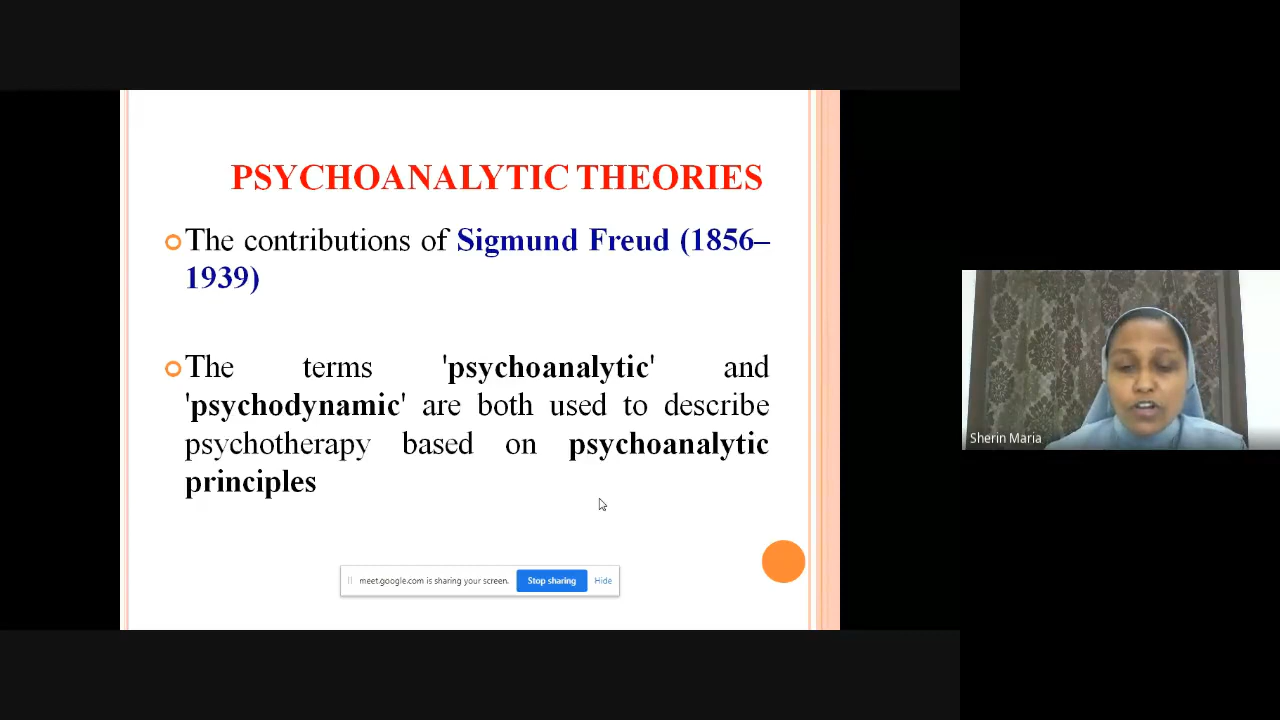 PSYCHOANALYTIC THEORIES
The contributions of Sigmund Freud (1856–
1939)
The terms 'psychoanalytic' and
'psychodynamic' are both used to describe
psychotherapy based on psychoanalytic
principles
meet.google.com is sharing your screen. Stop sharing Hide
Sherin Maria